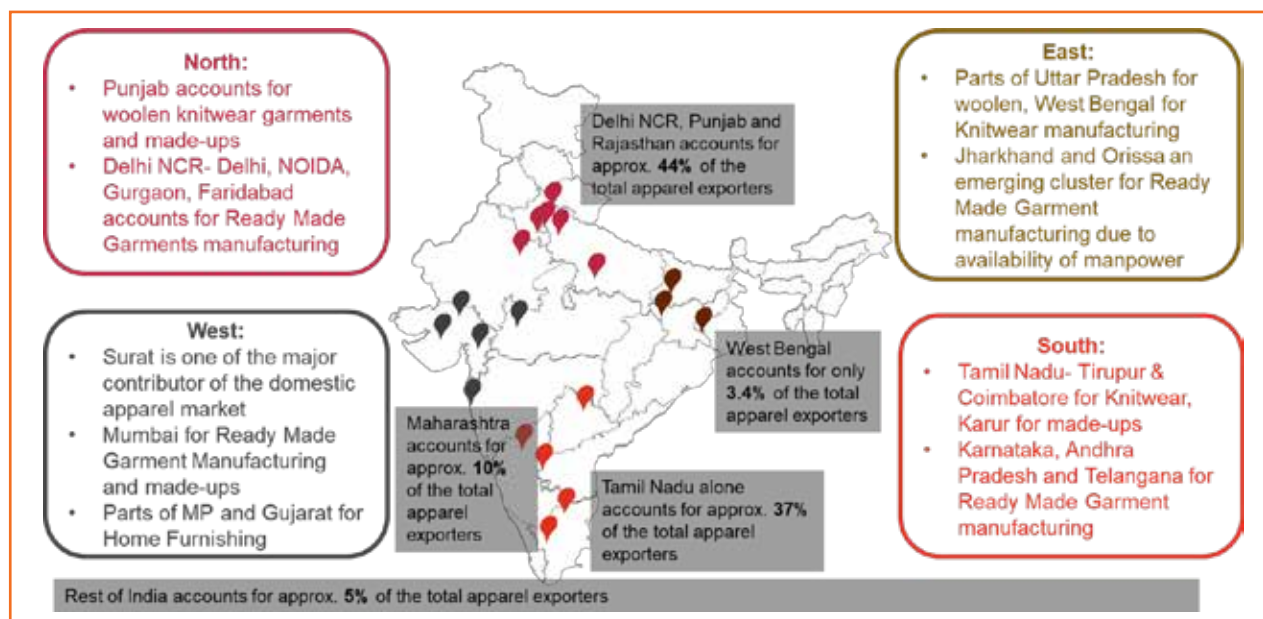 North:
• Punjab accounts for
woolen knitwear garments
and made-ups
• Delhi NCR- Delhi, NOIDA,
Gurgaon, Faridabad
accounts for Ready Made
Garments manufacturing
Delhi NCR, Punjab and
Rajasthan accounts for
approx. 44% of the
total apparel exporters
East:
• Parts of Uttar Pradesh for
woolen, West Bengal for
Knitwear manufacturing
• Jharkhand and Orissa an
emerging cluster for Ready
Made Garment
manufacturing due to
availability of manpower
West:
• Surat is one of the major
contributor of the domestic
apparel market
• Mumbai for Ready Made
Garment Manufacturing
and made-ups
• Parts of MP and Gujarat for
Home Furnishing
Maharashtra
accounts for
approx. 10%
of the total
apparel
exporters
West Bengal
accounts for only
3.4% of the total
apparel exporters
Tamil Nadu alone
accounts for approx. 37%
of the total apparel
exporters
South:
• Tamil Nadu- Tirupur &
Coimbatore for Knitwear,
Karur for made-ups
• Karnataka, Andhra
Pradesh and Telangana for
Ready Made Garment
manufacturing
Rest of India accounts for approx. 5% of the total apparel exporters